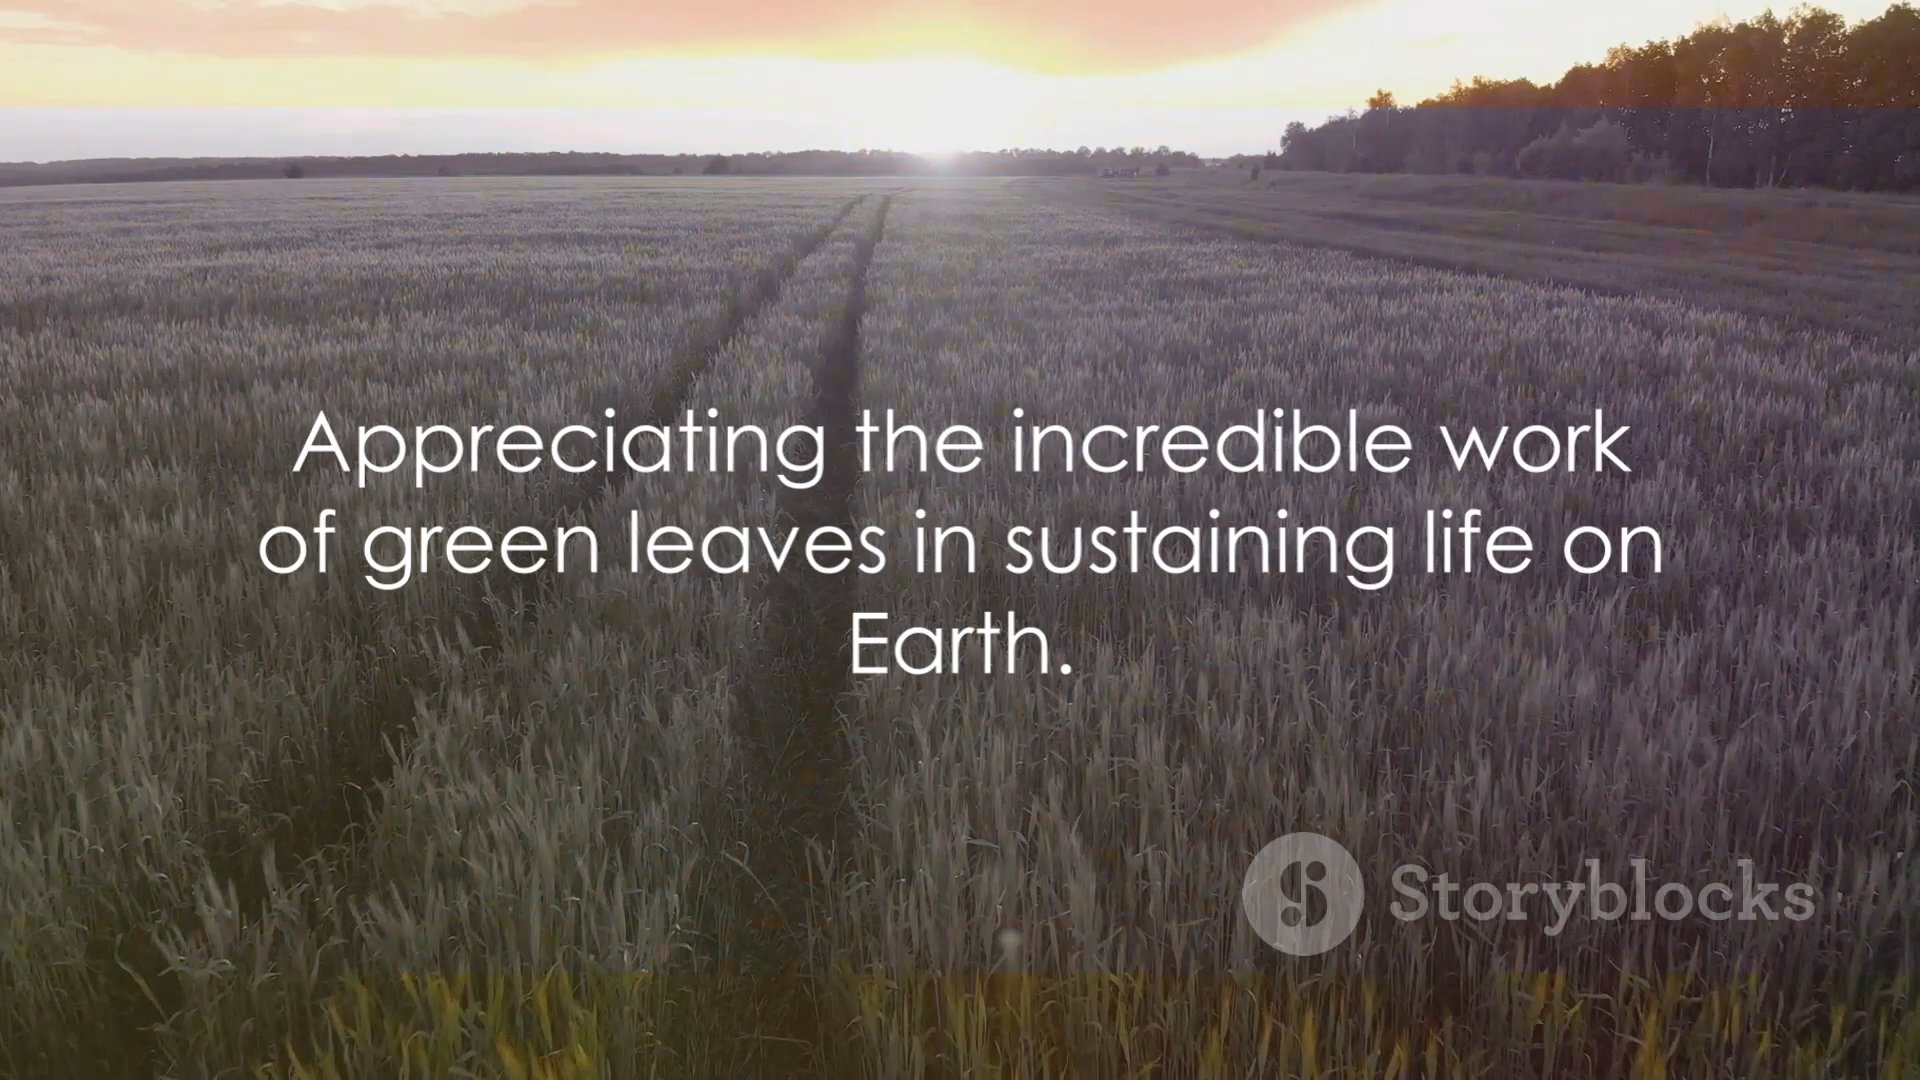 Appreciating the incredible work
of green leaves in sustaining life on
Earth.
Storyblocks